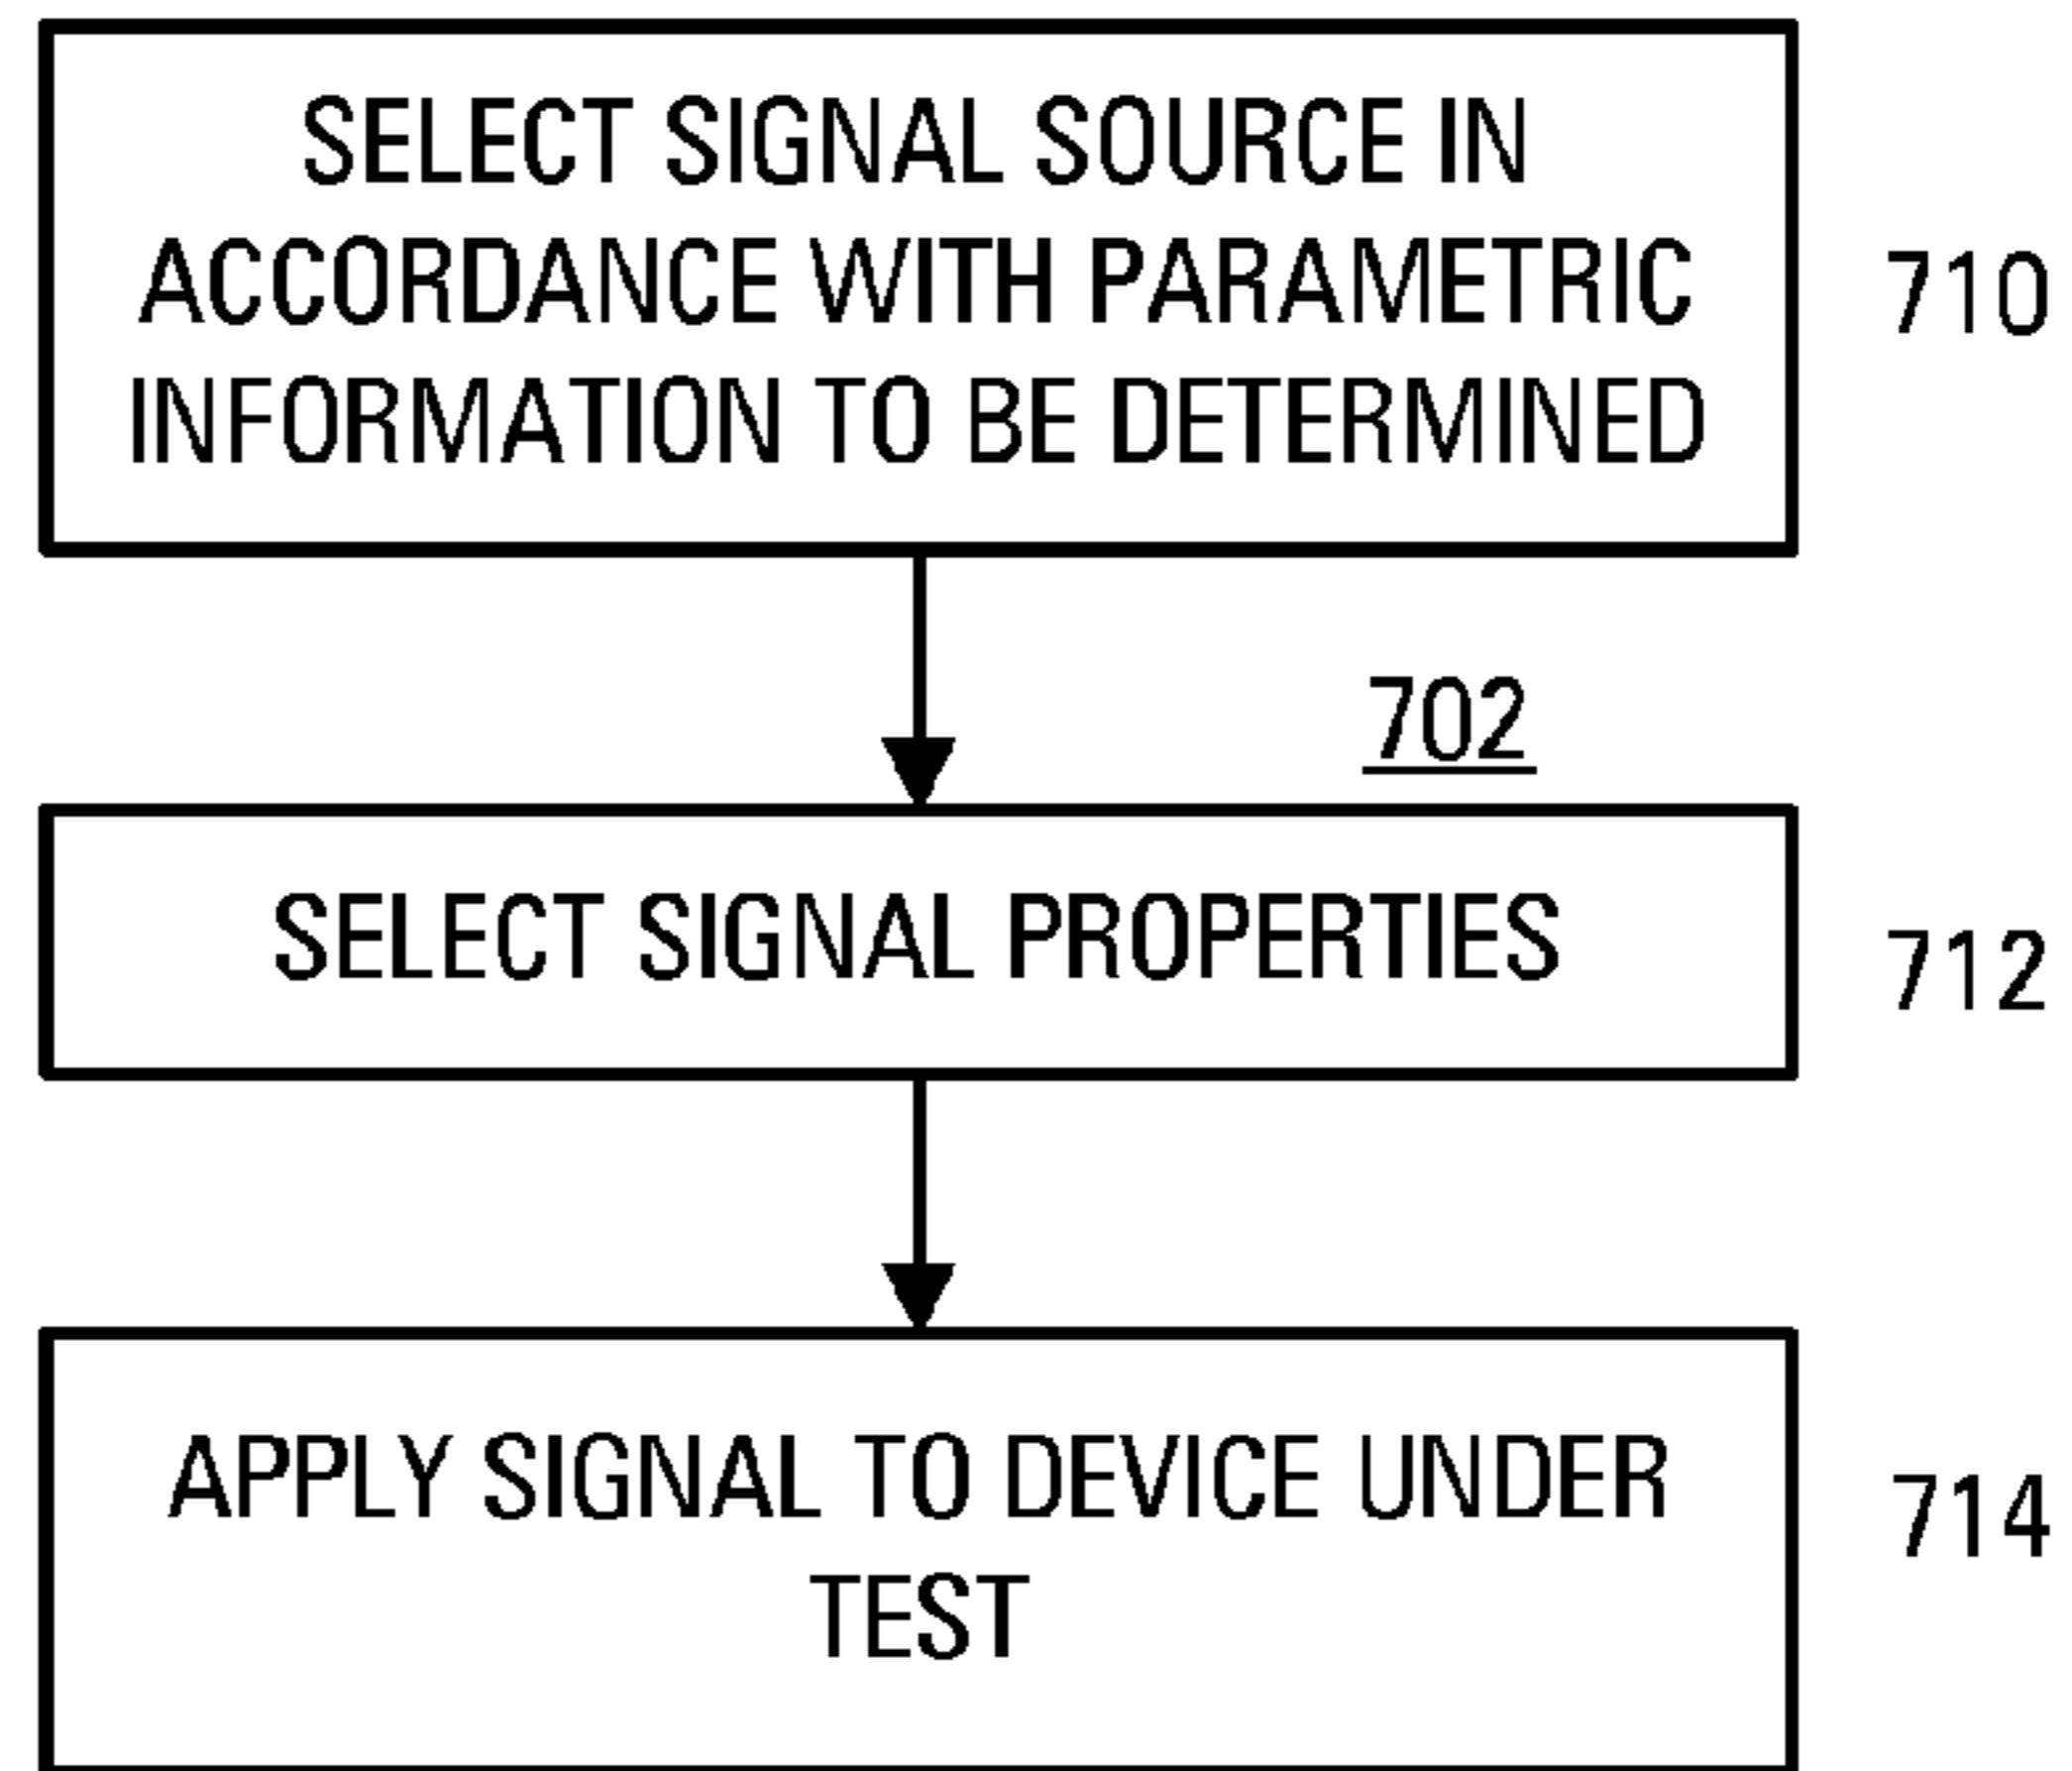 SELECT SIGNAL SOURCE IN
ACCORDANCE WITH PARAMETRIC
INFORMATION TO BE DETERMINED
710
702
SELECT SIGNAL PROPERTIES
712
APPLY SIGNAL TO DEVICE UNDER
TEST
714